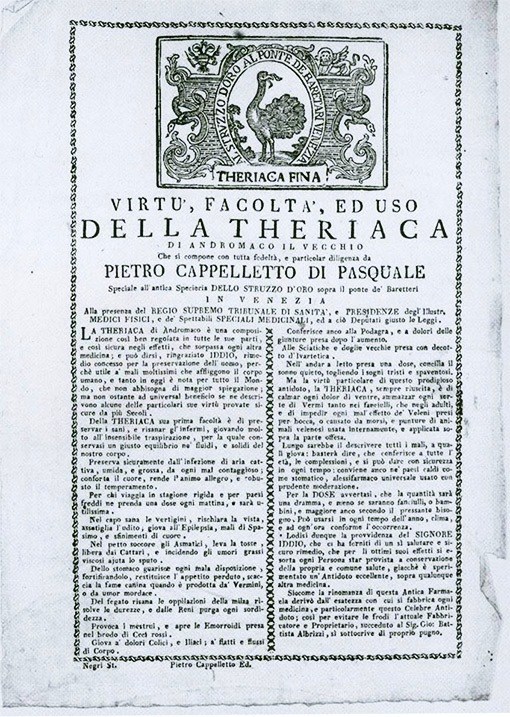 AL STRUZZO D'ORO AL PONTE DE BARETARI VENEZIA
THERIACA FINA
VIRTU', FACOLTA', ED USO
DELLA THERIACA
DI ANDROMACO IL VECCHIO
Che si compone con tutta fedeltà, e particolar diligenza da
PIETRO CAPPELLETTO DI PASQUALE
Speciale all'antica Specieria DELLO STRUZZO D'ORO sopra il ponte de' Baretteri
IN VENEZIA
Alla presenza del REGIO SUPREMO TRIBUNALE DI SANITA', e PRESIDENZE degl'Illustr.
MEDICI FISICI, e de' Spettabili SPECIALI MEDICINALI, ed a ciò Deputati giusto le Leggi.
LA THERIACA di Andromaco è una composi-
zione così ben regolata in tutte le sue parti,
e così sicura negli effetti, che sorpassa ogni altra
medicina; e può dirsi, ringraziato IDDIO, rime-
dio concesso per la preservazione dell'uomo, per-
chè utile a' mali moltissimi che affliggono il corpo
umano, e tanto in oggi è nota per tutto il Mon-
do, che non abbisogna di maggior spiegazione;
ma non ostante ad universal beneficio se ne descri-
vono alcune delle particolari sue virtù provate si-
cure da più Secoli.
Della THERIACA sua prima facoltà è di pre-
servar i sani, e risanar gl'infermi, giovando mol-
to all'insensibile traspirazione, per la quale con-
servasi un giusto equilibrio ne' fluidi, e solidi del
nostro corpo.
Preserva sicuramente dall'infezione di aria cat-
tiva, umida, e grossa, da ogni mal contaggioso;
conforta il cuore, rende l'animo allegro, e robu-
sto il temperamento.
Per chi viaggia in stagione rigida e per paesi
freddi ne prenda una dose ogni mattina, e sarà u-
tilissima.
Nel capo sana le vertigini, rischiara la vista,
assottiglia l'udito, giova all'Epilepsia, mali di Spa-
simo, e sfinimenti di cuore.
Nel petto soccore gli Asmatici, leva la tosse,
libera dai Cattari, e incindendo gli umori grassi
viscosi ajuta lo sputo.
Dello stomaco guarisce ogni mala disposizione,
fortificandolo, restituisce l'appetito perduto, scac-
cia la fame canina quando è prodotta da Vermini,
o da umor mordace.
Del fegato risana le oppilazioni della milza ri-
solve la durezze, e dalle Reni purga ogni sordi-
dezza.
Provoca i mestrui, e apre le Emorroidi presa
nel brodo di Ceci rossi.
Giova a' dolori Colici, e Iliaci; a' flatti e flussi
di Corpo.
Conferisce anco alla Podagra, e a dolori delle
giunture presa dopo l'aumento.
Alle Sciatiche e doglie vecchie presa con decot-
to d'Ivartetica.
Nell'andar a letto presa una dose, concilia il
sonno quieto, togliendo i sogni tristi e spaventosi.
Ma la virtù particolare di questo prodigioso
antidoto, la THERIACA, sempre riuscita, è di
calmar ogni dolor di ventre, ammazzar ogni ser-
te di Vermi tanto nei fanciulli, che negli adulti,
e di impedir ogni mal'effetto de' Veleni presi
per bocca, o causato da morsi, e punture di ani-
mali velenosi usata Internamente, e applicata so-
pra la parte offesa.
Lungo sarebbe il descrivere tutti i mali, a qua-
li giova: basterà dire, che conferisce a tutte l'
età, le complessioni, e si può dare con sicurezza
in ogni tempo: conviene anco ne' paesi caldi co-
me stomatico, alessifarmaco universale usato con
prudente moderazione.
Per la DOSE avvertasi, che la quantità sarà
una dramma, e meno se saranno fanciulli, o bam-
bini, e maggiore anco secondo il pressante biso-
gno. Può usarsi in ogni tempo dell'anno, clima,
e ad ogn'ora conforme l'occorrenza.
Lodisi dunque la providenza del SIGNORE
IDDIO, che ci ha forniti di un sì salutare e si-
curo rimedio, che per li ottimi suoi effetti si e-
sorta ogni Persona star provista a conservazione
della propria e comune salute, giacchè è speri-
mentato un'Antidoto eccellente, sopra qualunque
altra medicina.
Siccome la rinomanza di questa Antica Farma-
cia derivò dall'esatezza con cui si fabbrica ogni
medicina, e particolarmente questo Celebre Anti-
doto; così per evitare le frodi l'attuale Fabbri-
catore e Proprietario, succeduto al Sig. Gio: Bat-
tista Albrizzi, si sottocrive di proprio pugno.
Negri St. Pietro Cappelletto Ed.